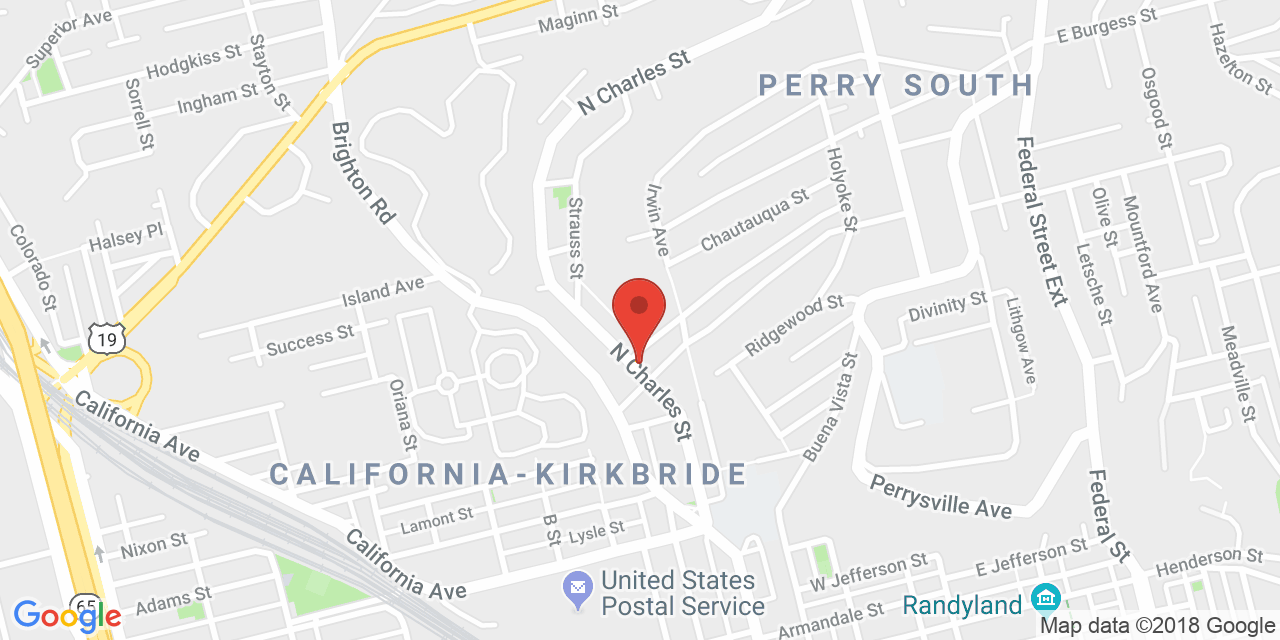 Superior Ave
Maginn St
E Burgess St
Hazelton St
Hodgkiss St
Stayton St
N Charles St
PERRY SOUTH
Osgood St
Sorrell St
Ingham St
Brighton Rd
Federal Street Ext
Holyoke St
Irwin Ave
Strauss St
Chautauqua St
Olive St
Mountford Ave
Letsche St
Halsey Pl
Colorado St
Island Ave
Success St
19
Ridgewood St
Divinity St
Lithgow Ave
Meadville St
N Charles St
Oriana St
California Ave
Buena Vista St
CALIFORNIA-KIRKBRIDE
Perrysville Ave
Federal St
Lamont St
B St
Lysle St
Nixon St
California Ave
W Jefferson St
E Jefferson St
Henderson St
United States
Postal Service
Adams St
65
Armandale St
Randyland
Google
Map data ©2018 Google